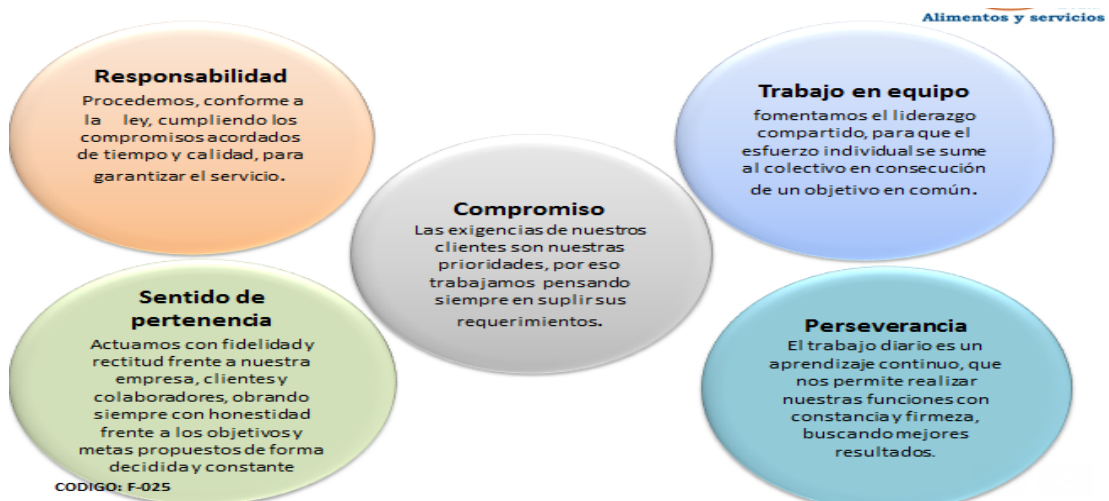 Alimentos y servicios
Responsabilidad
Procedemos, conforme a
la ley, cumpliendo los
compromisos acordados
de tiempo y calidad, para
garantizar el servicio.
Trabajo en equipo
fomentamos el liderazgo
compartido, para que el
esfuerzo individual se sume
al colectivo en consecución
de un objetivo en común.
Compromiso
Las exigencias de nuestros
clientes son nuestras
prioridades, por eso
trabajamos pensando
siempre en suplir sus
requerimientos.
Sentido de
pertenencia
Actuamos con fidelidad y
rectitud frente a nuestra
empresa, clientes y
colaboradores, obrando
siempre con honestidad
frente a los objetivos y
metas propuestos de forma
decidida y constante
Perseverancia
El trabajo diario es un
aprendizaje continuo, que
nos permite realizar
nuestras funciones con
constancia y firmeza,
buscando mejores
resultados.
CODIGO: F-025